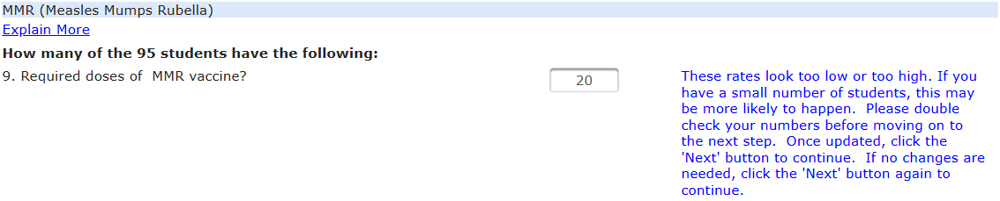 MMR (Measles Mumps Rubella)
Explain More
How many of the 95 students have the following:
9. Required doses of  MMR vaccine?
20
These rates look too low or too high. If you
have a small number of students, this may
be more likely to happen.  Please double
check your numbers before moving on to
the next step.  Once updated, click the
'Next' button to continue.  If no changes are
needed, click the 'Next' button again to
continue.